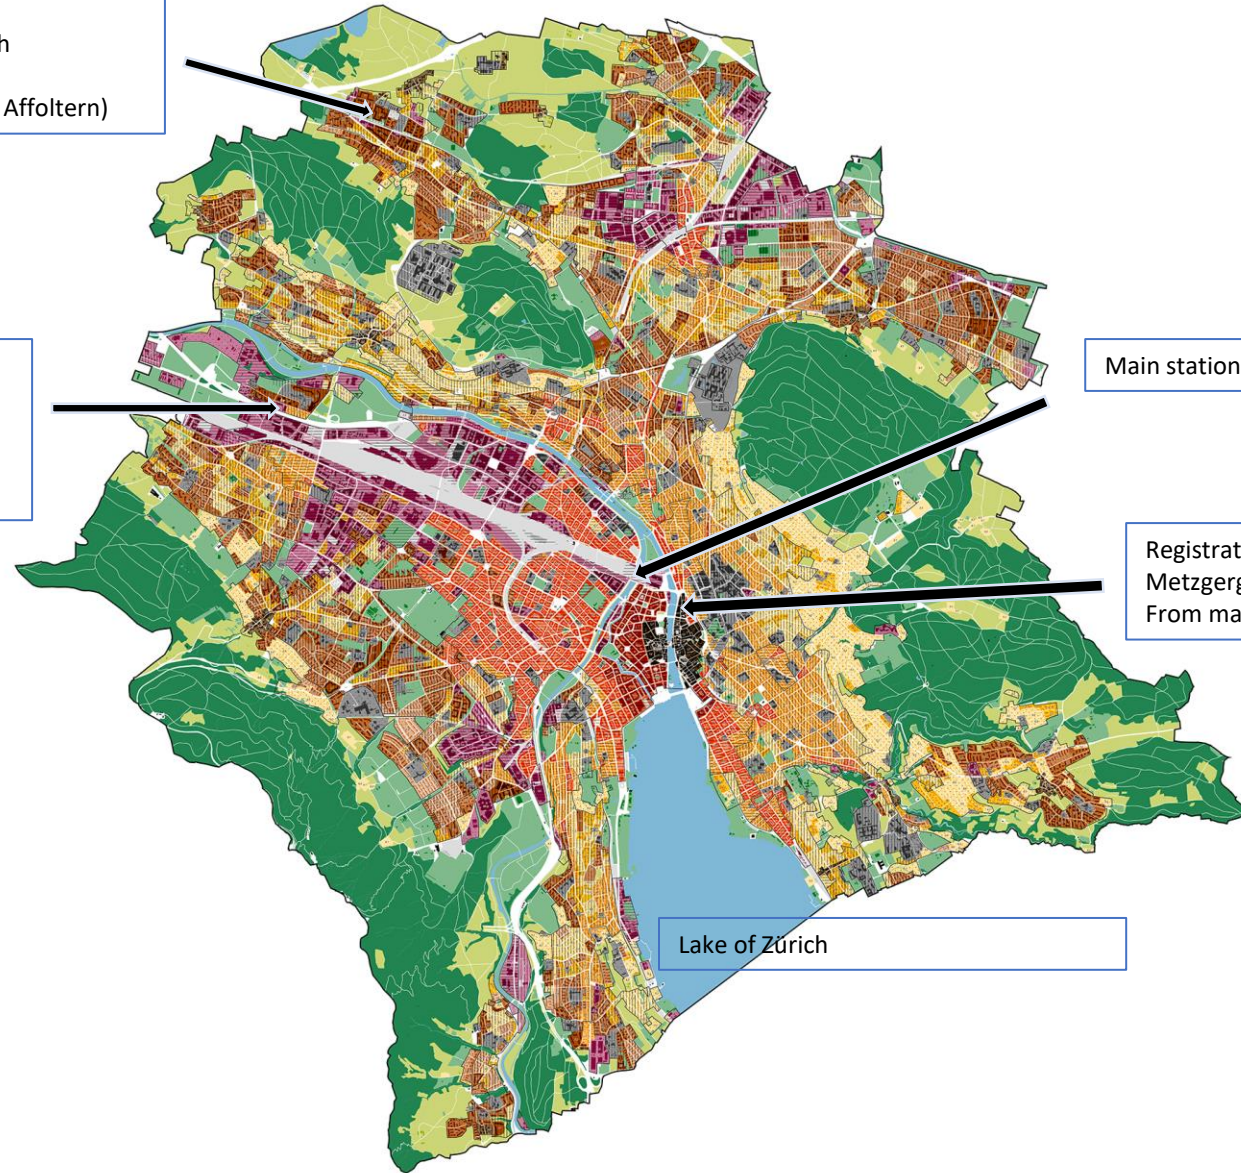 h
Affoltern)
Main station
Registrat
Metzgerg
From ma
Lake of Zürich